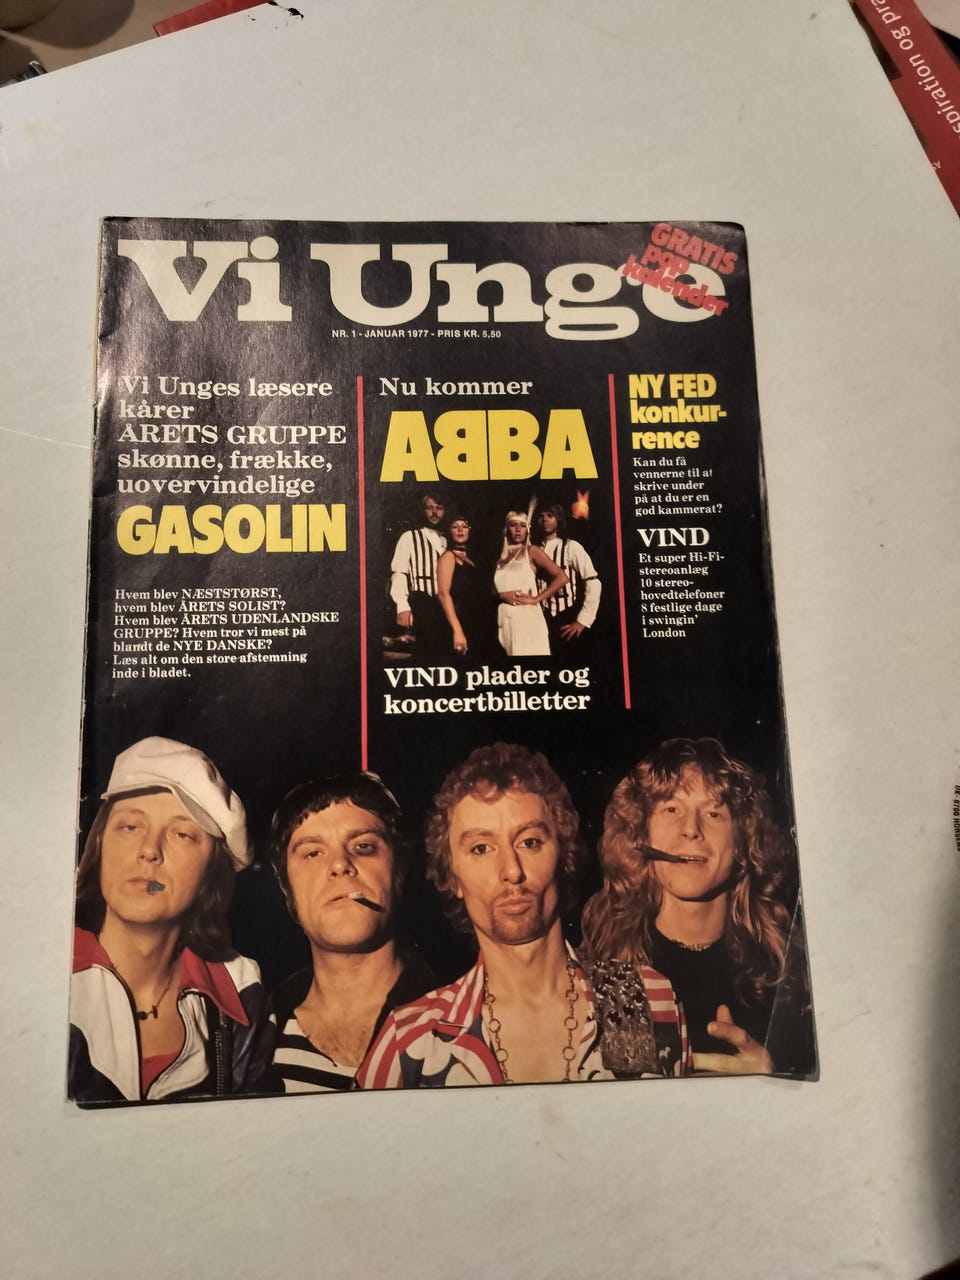 spiration og pra
Vi Unge
GRATIS
pop
kalender
NR. 1 - JANUAR 1977 - PRIS KR. 5,50
Vi Unges læsere
kårer
ÅRETS GRUPPE
skønne, frække,
uovervindelige
GASOLIN
Hvem blev NÆSTSTØRST,
hvem blev ÅRETS SOLIST?
Hvem blev ÅRETS UDENLANDSKE
GRUPPE? Hvem tror vi mest på
blandt de NYE DANSKE?
Læs alt om den store afstemning
inde i bladet.
Nu kommer
ABBA
VIND plader og
koncertbilletter
NY FED
konkur-
rence
Kan du få
vennerne til at
skrive under
på at du er en
god kammerat?
VIND
Et super Hi-Fi-
stereoanlæg
10 stereo-
hovedtelefoner
8 festlige dage
i swingin'
London
DK-8700 HORSENS